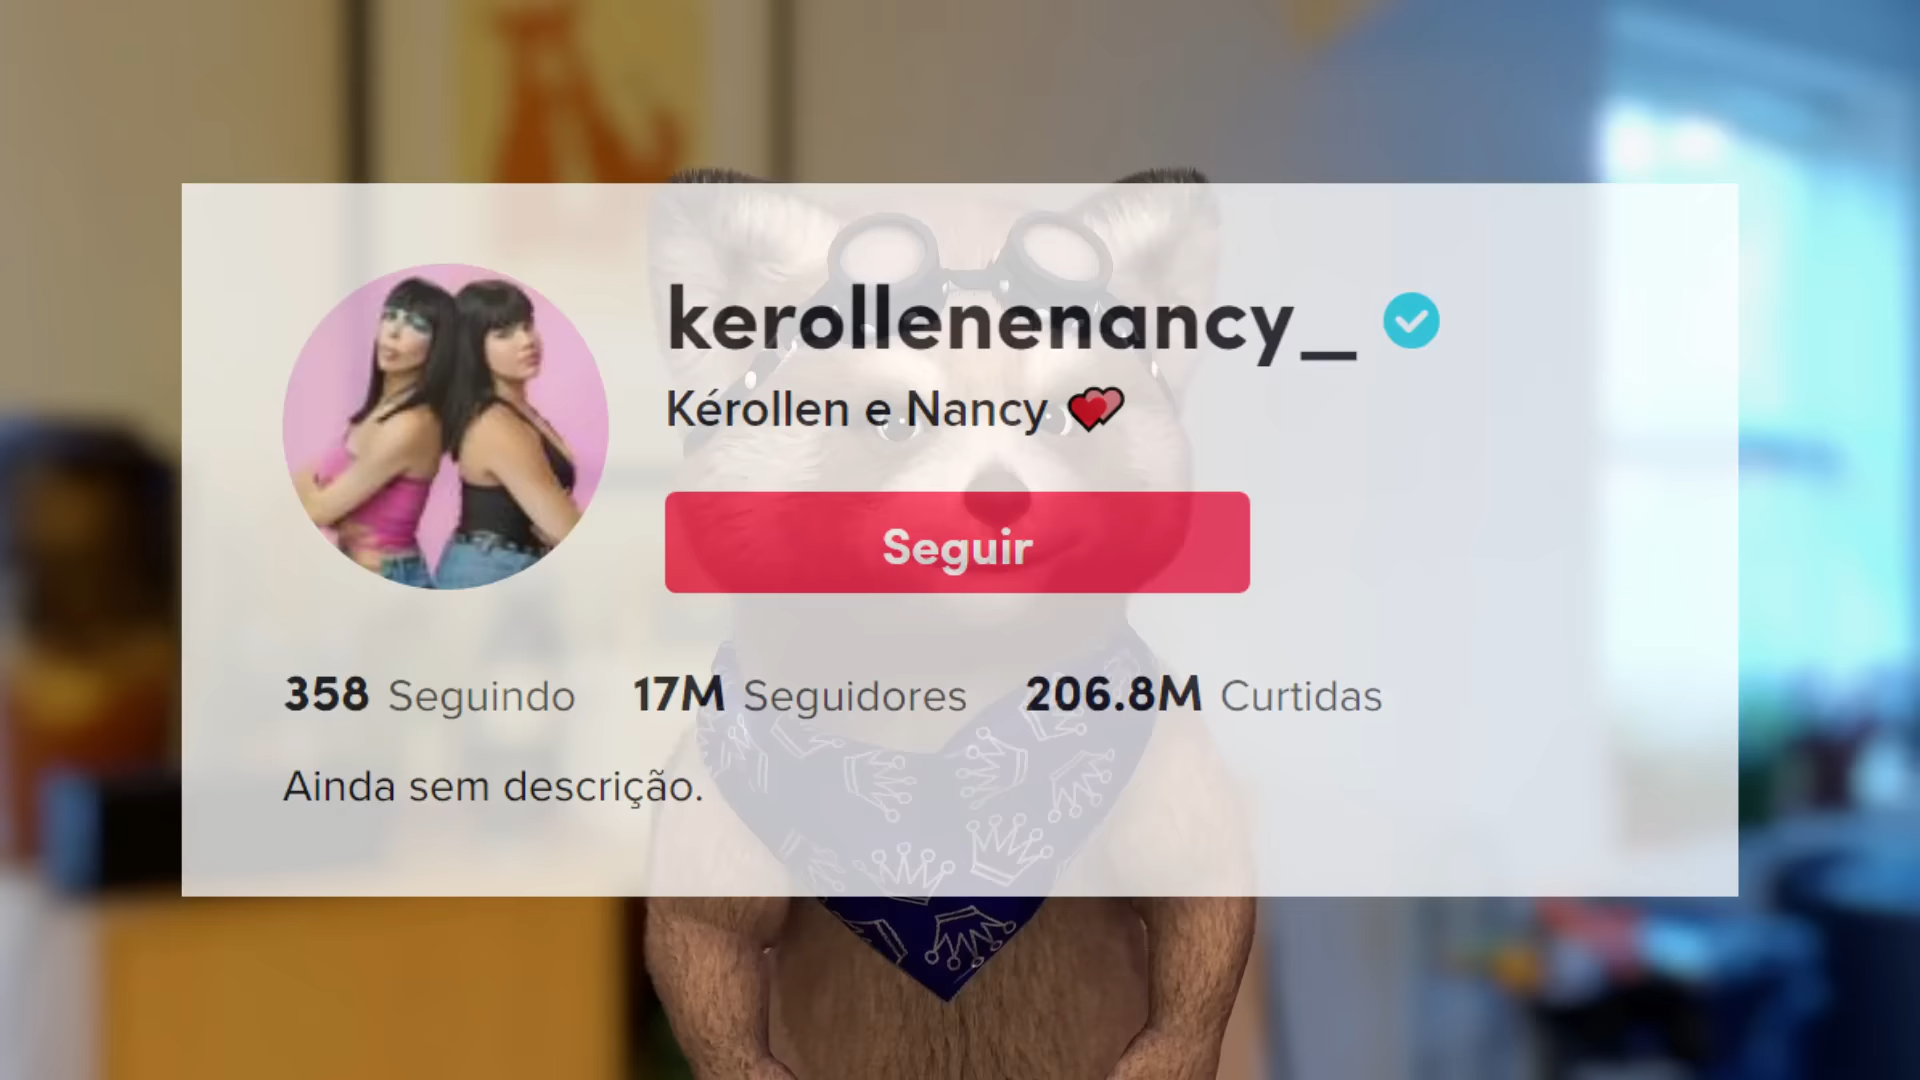 kerollenenancy_
Kérollen e Nancy 💕
Seguir
358 Seguindo 17M Seguidores 206.8M Curtidas
Ainda sem descrição.